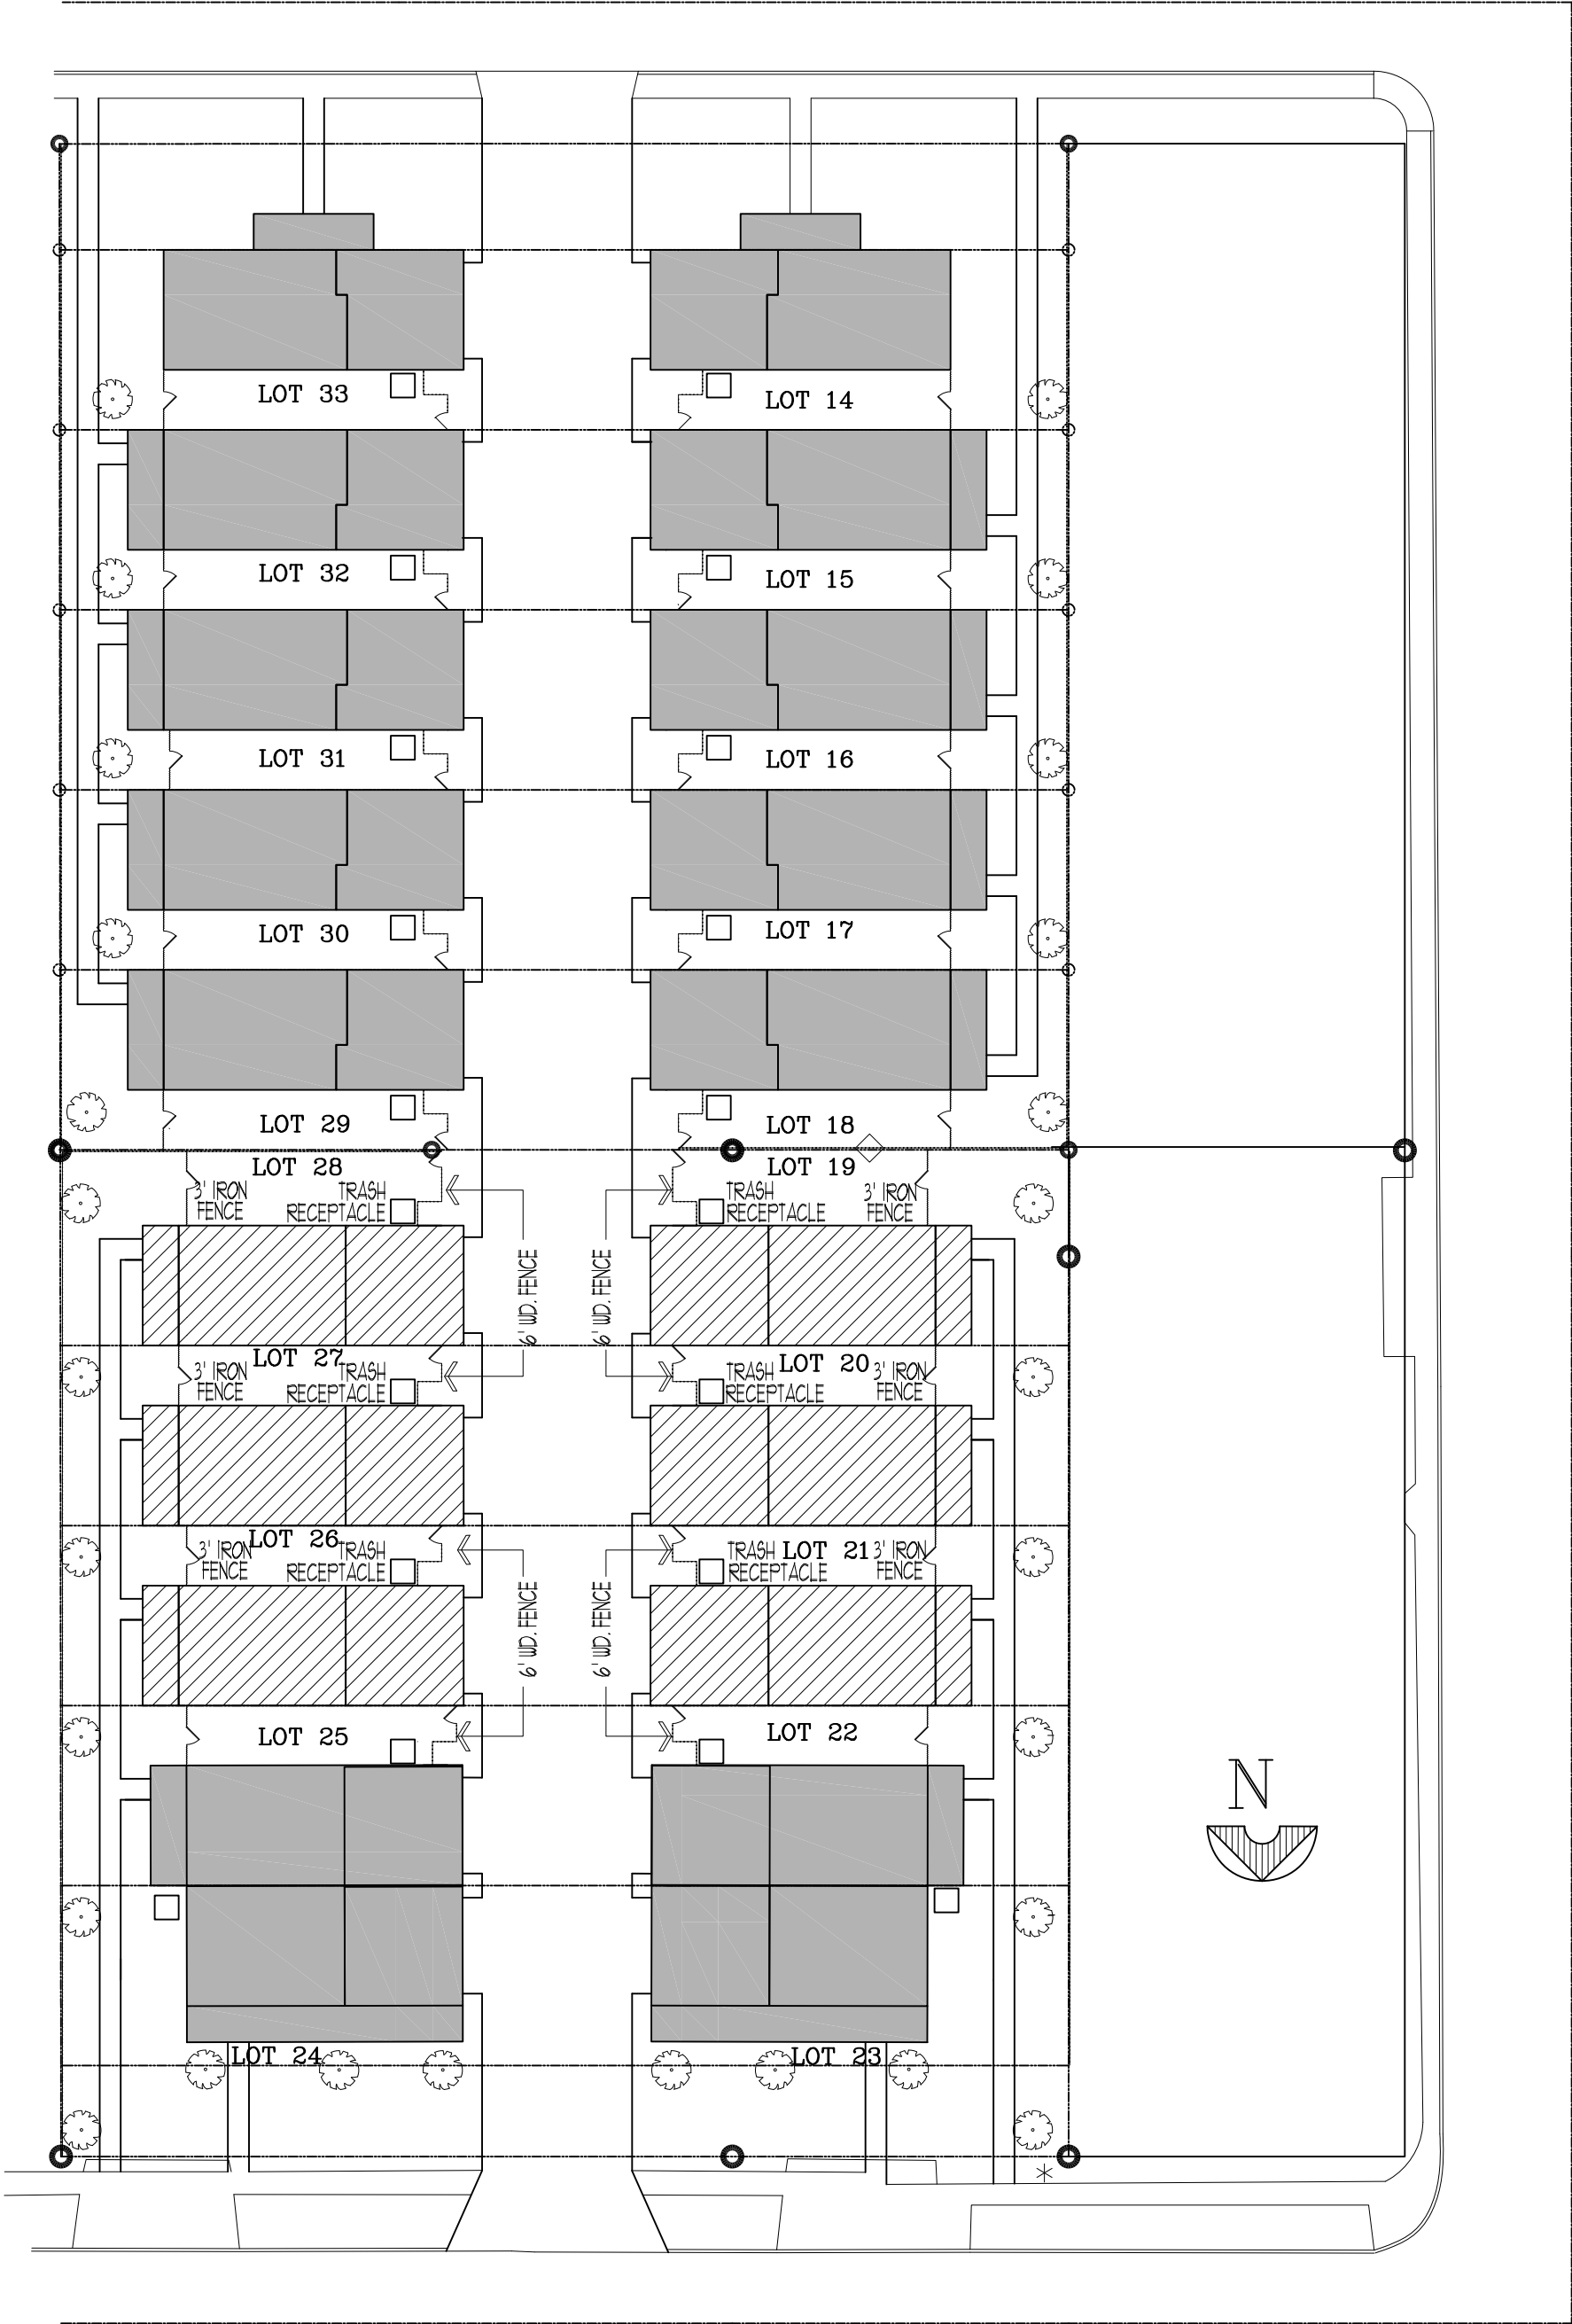 LOT 33
LOT 14
LOT 32
LOT 15
LOT 31
LOT 16
LOT 30
LOT 17
LOT 29
LOT 18
LOT 28
LOT 19
3' IRON
FENCE
TRASH
RECEPTACLE
TRASH
RECEPTACLE
3' IRON
FENCE
6' WD. FENCE
6' WD. FENCE
LOT 27
LOT 20
3' IRON
FENCE
TRASH
RECEPTACLE
TRASH
RECEPTACLE
3' IRON
FENCE
LOT 26
LOT 21
3' IRON
FENCE
TRASH
RECEPTACLE
TRASH
RECEPTACLE
3' IRON
FENCE
6' WD. FENCE
6' WD. FENCE
LOT 25
LOT 22
N
LOT 24
LOT 23